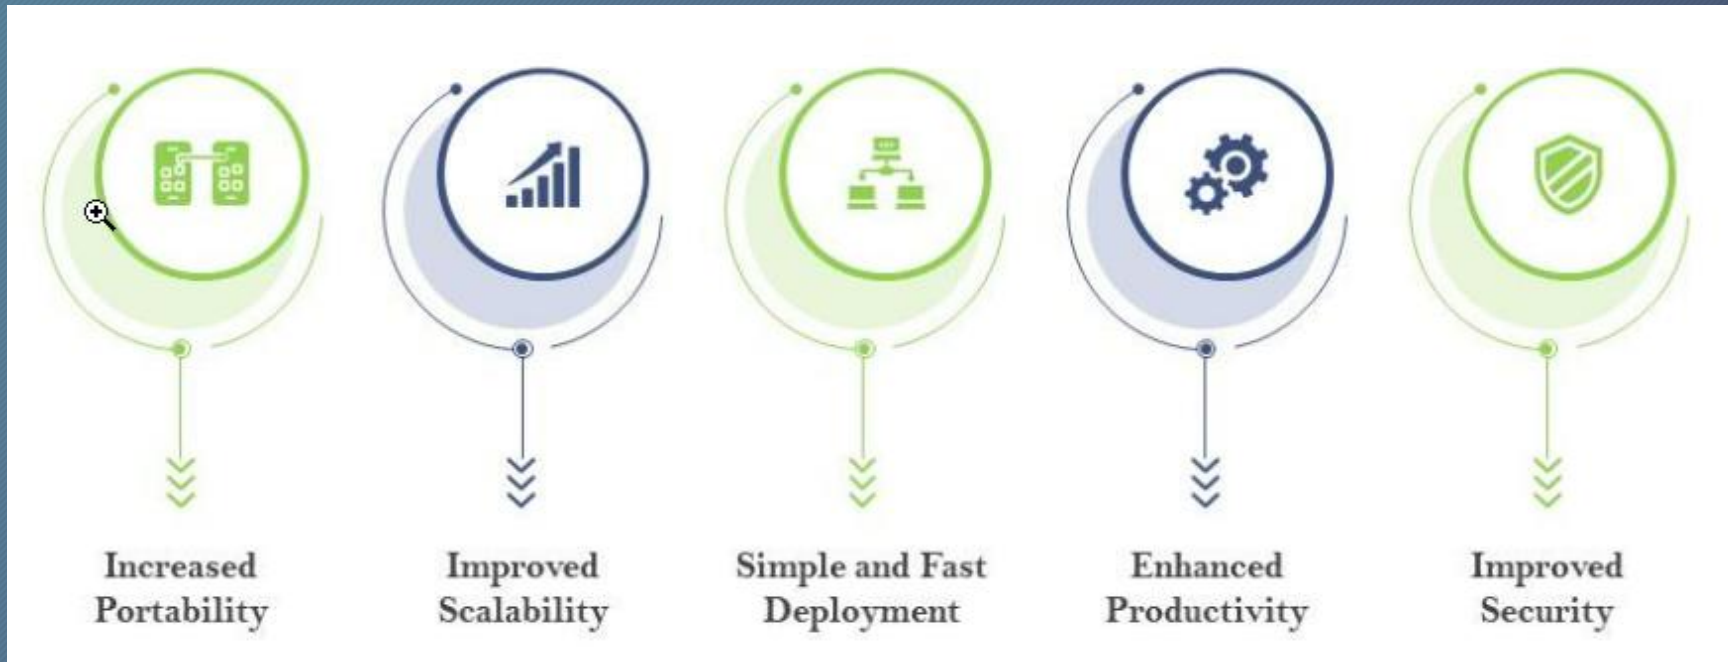 Increased
Portability
Improved
Scalability
Simple and Fast
Deployment
Enhanced
Productivity
Improved
Security